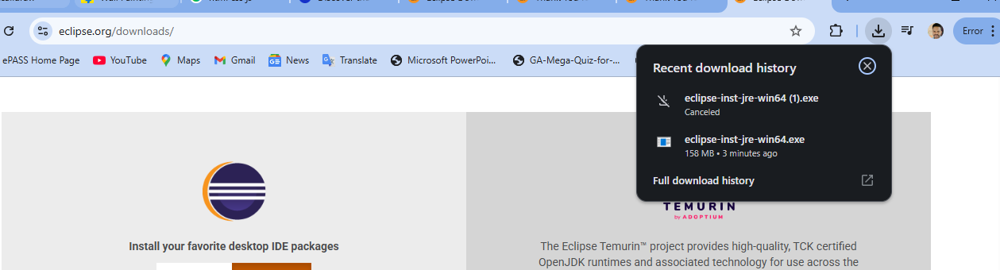 Error
eclipse.org/downloads/
ePASS Home Page
YouTube
Maps
Gmail
News
Translate
Microsoft PowerPoi...
GA-Mega-Quiz-for-...
Recent download history
eclipse-inst-jre-win64 (1).exe
Canceled
eclipse-inst-jre-win64.exe
158 MB • 3 minutes ago
Full download history
Install your favorite desktop IDE packages
TEMURIN
by ADOPTIUM
The Eclipse Temurin™ project provides high-quality, TCK certified
OpenJDK runtimes and associated technology for use across the